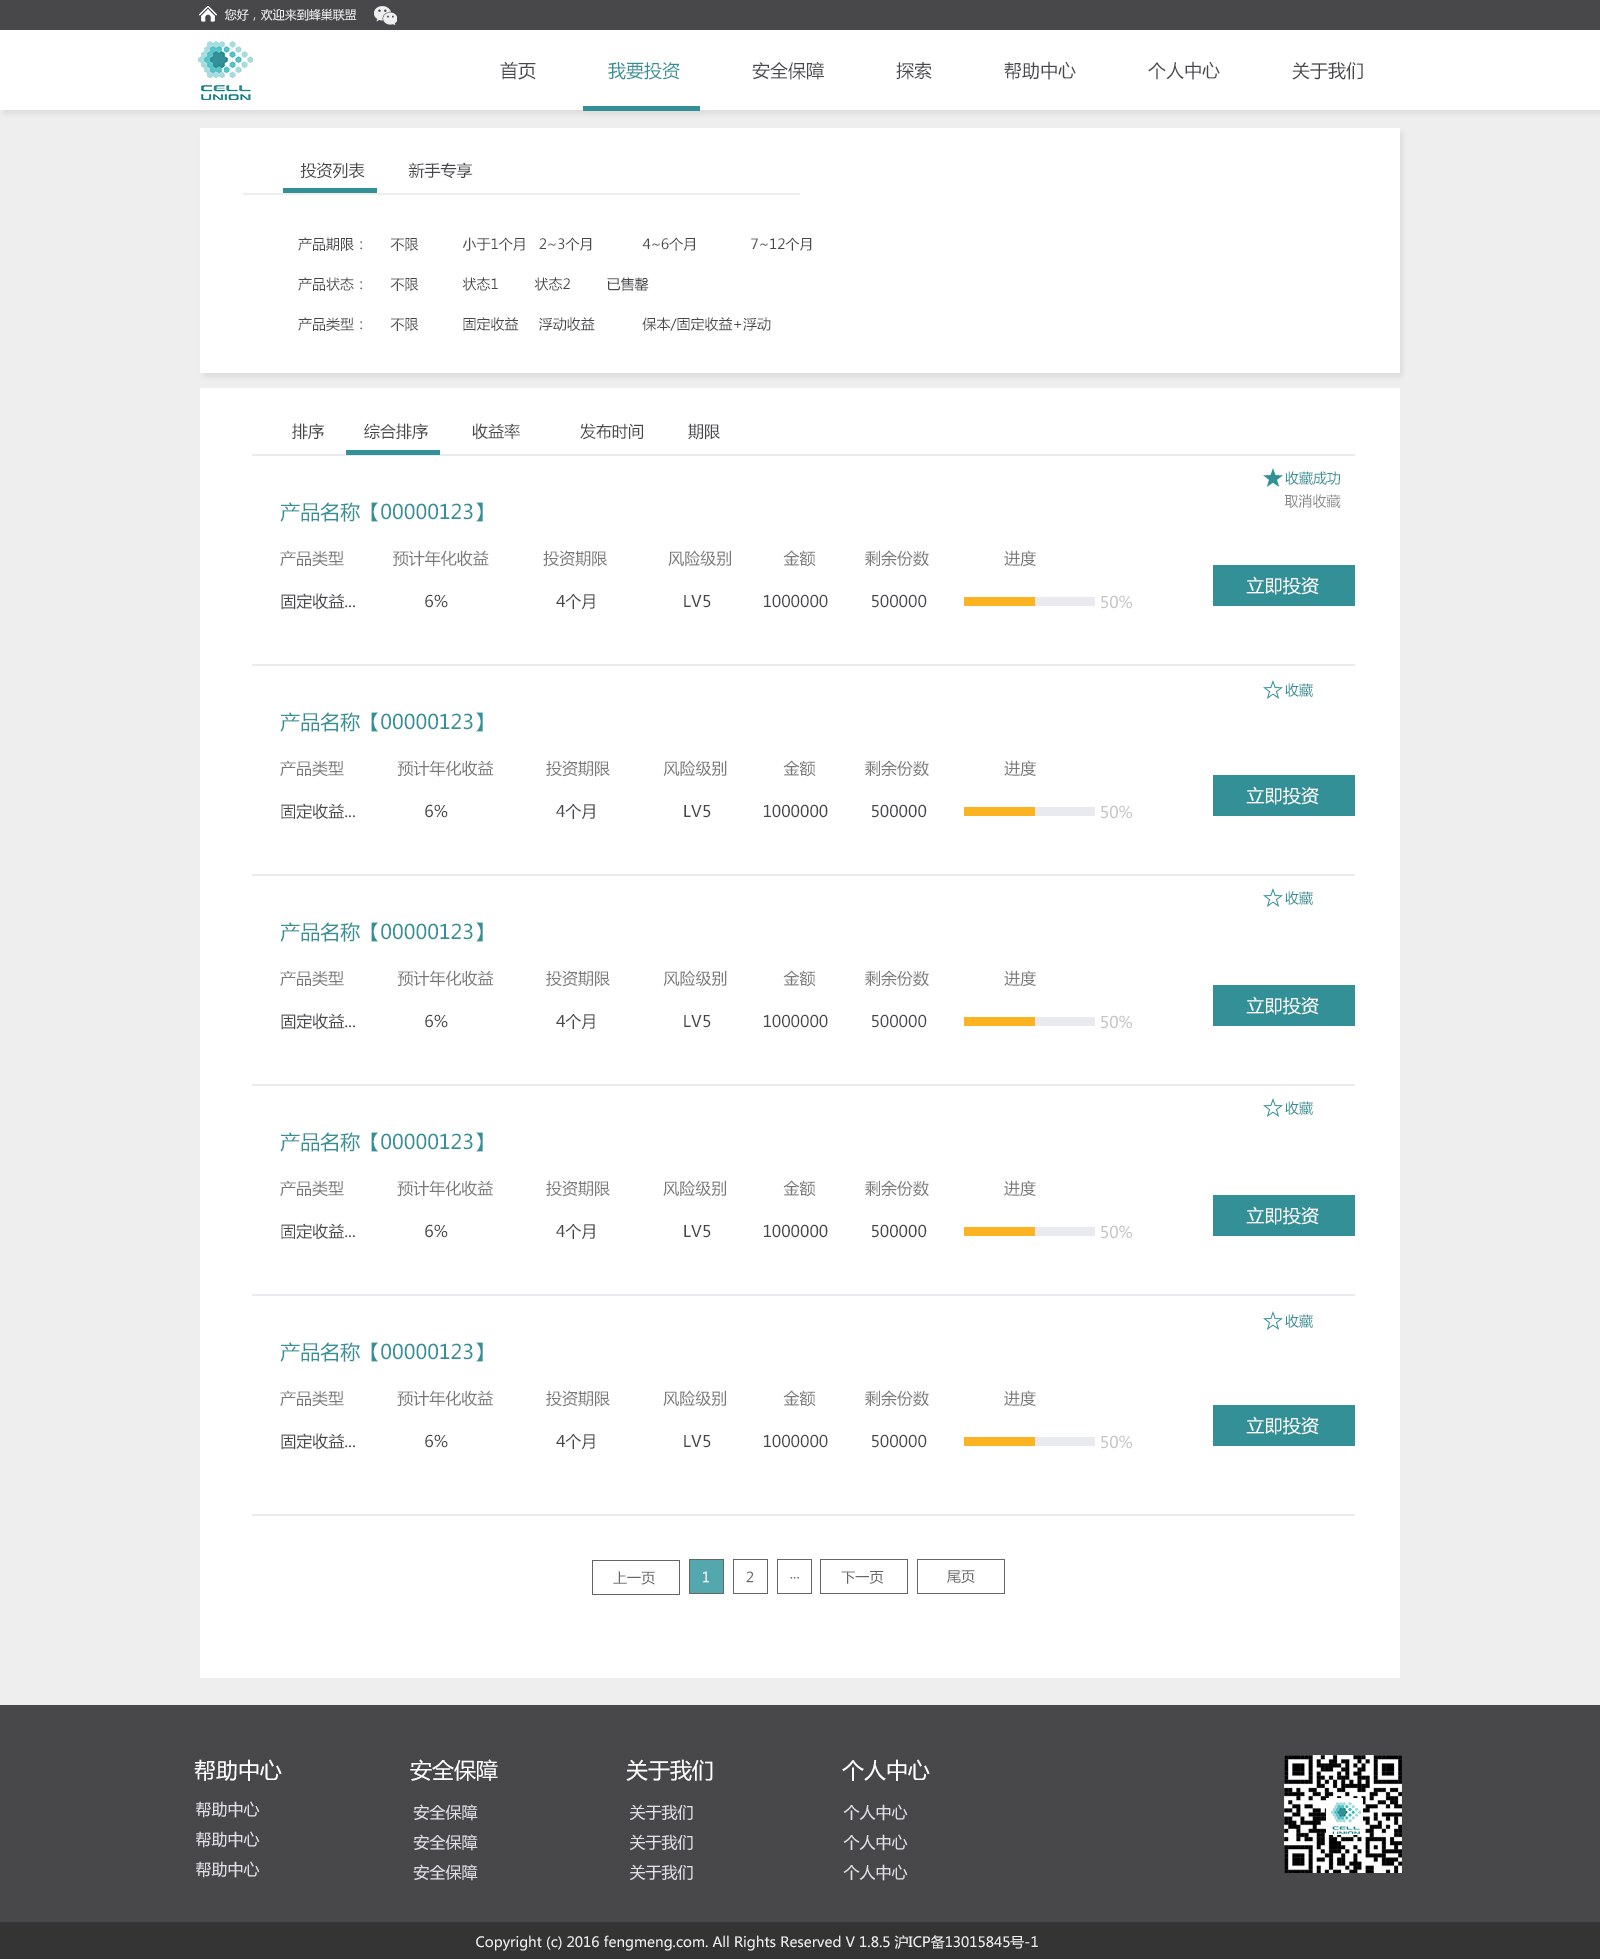 您好，欢迎来到蜂巢联盟
CELL
UNION
首页 我要投资 安全保障 探索 帮助中心 个人中心 关于我们
投资列表 新手专享
产品期限： 不限 小于1个月 2~3个月 4~6个月 7~12个月
产品状态： 不限 状态1 状态2 已售罄
产品类型： 不限 固定收益 浮动收益 保本/固定收益+浮动
排序 综合排序 收益率 发布时间 期限
收藏成功
取消收藏
产品名称【00000123】
产品类型 预计年化收益 投资期限 风险级别 金额 剩余份数 进度
立即投资
固定收益... 6% 4个月 LV5 1000000 500000 50%
收藏
产品名称【00000123】
产品类型 预计年化收益 投资期限 风险级别 金额 剩余份数 进度
立即投资
固定收益... 6% 4个月 LV5 1000000 500000 50%
收藏
产品名称【00000123】
产品类型 预计年化收益 投资期限 风险级别 金额 剩余份数 进度
立即投资
固定收益... 6% 4个月 LV5 1000000 500000 50%
收藏
产品名称【00000123】
产品类型 预计年化收益 投资期限 风险级别 金额 剩余份数 进度
立即投资
固定收益... 6% 4个月 LV5 1000000 500000 50%
收藏
产品名称【00000123】
产品类型 预计年化收益 投资期限 风险级别 金额 剩余份数 进度
立即投资
固定收益... 6% 4个月 LV5 1000000 500000 50%
上一页 1 2 ... 下一页 尾页
帮助中心 安全保障 关于我们 个人中心
帮助中心 安全保障 关于我们 个人中心
帮助中心 安全保障 关于我们 个人中心
帮助中心 安全保障 关于我们 个人中心
CELL
UNION
Copyright (c) 2016 fengmeng.com. All Rights Reserved V 1.8.5 沪ICP备13015845号-1